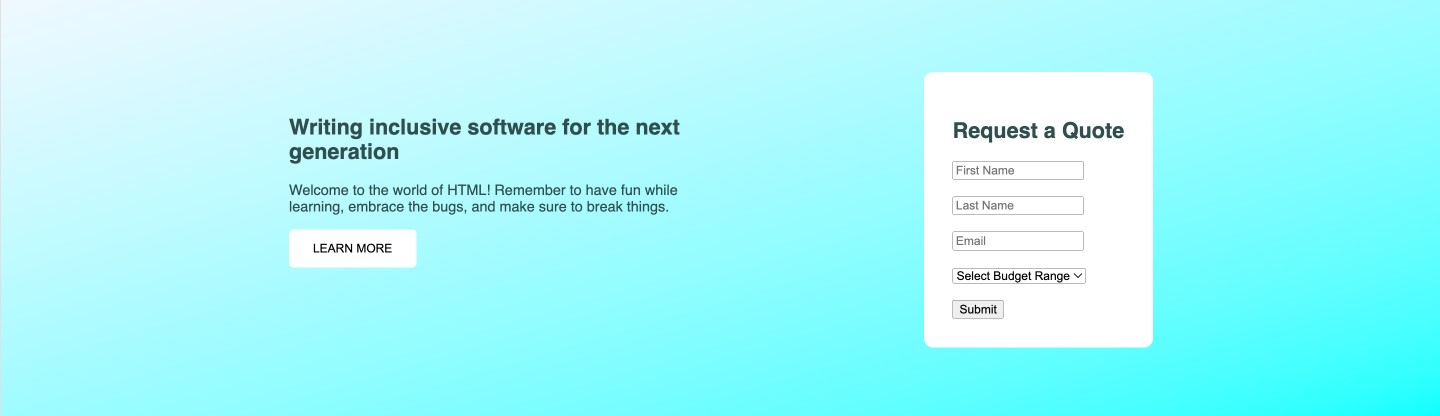 Writing inclusive software for the next
generation
Welcome to the world of HTML! Remember to have fun while
learning, embrace the bugs, and make sure to break things.
LEARN MORE
Request a Quote
First Name
Last Name
Email
Select Budget Range
Submit